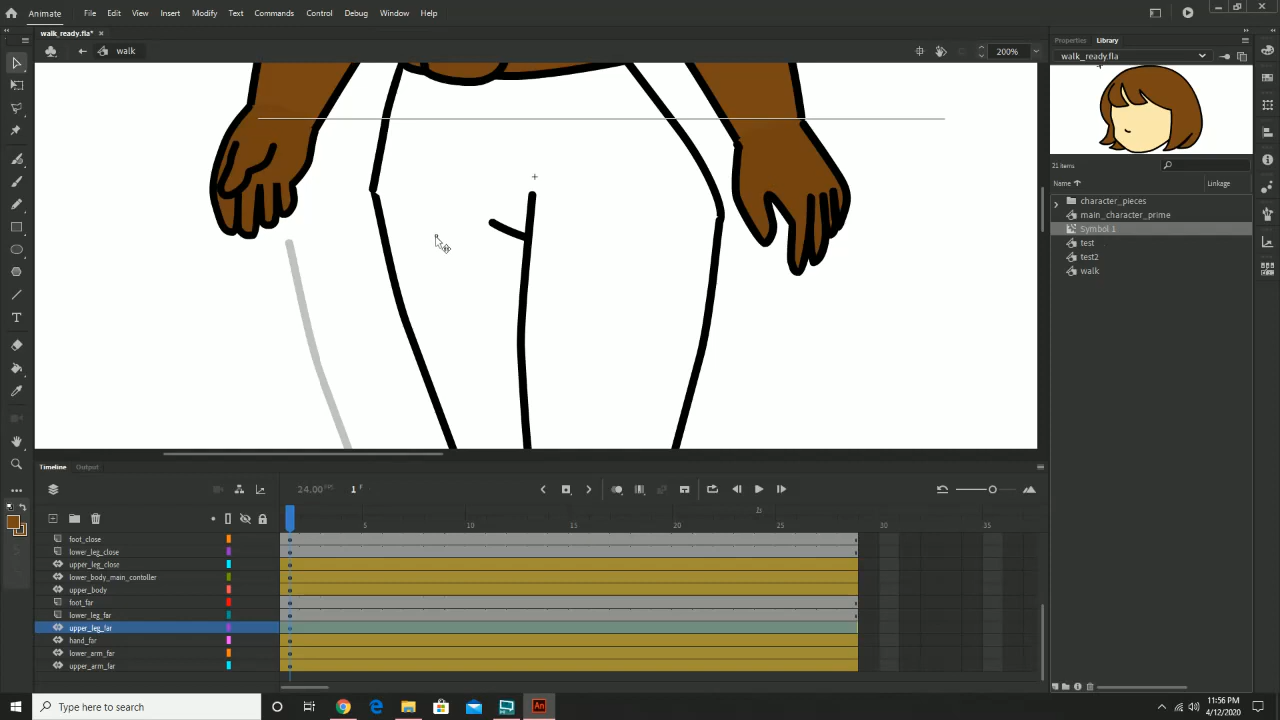 Animate File Edit View Insert Modify Text Commands Control Debug Window Help
walk_ready.fla* ×
walk 200%
Properties Library
walk_ready.fla
21 items
Name Linkage
character_pieces
main_character_prime
Symbol 1
test
test2
walk
Timeline Output
24.00 FPS 1 F
5 10 15 20 25 30 35
foot_close
lower_leg_close
upper_leg_close
lower_body_main_contoller
upper_body
foot_far
lower_leg_far
upper_leg_far
hand_far
lower_arm_far
upper_arm_far
Type here to search
An
11:56 PM
4/12/2020